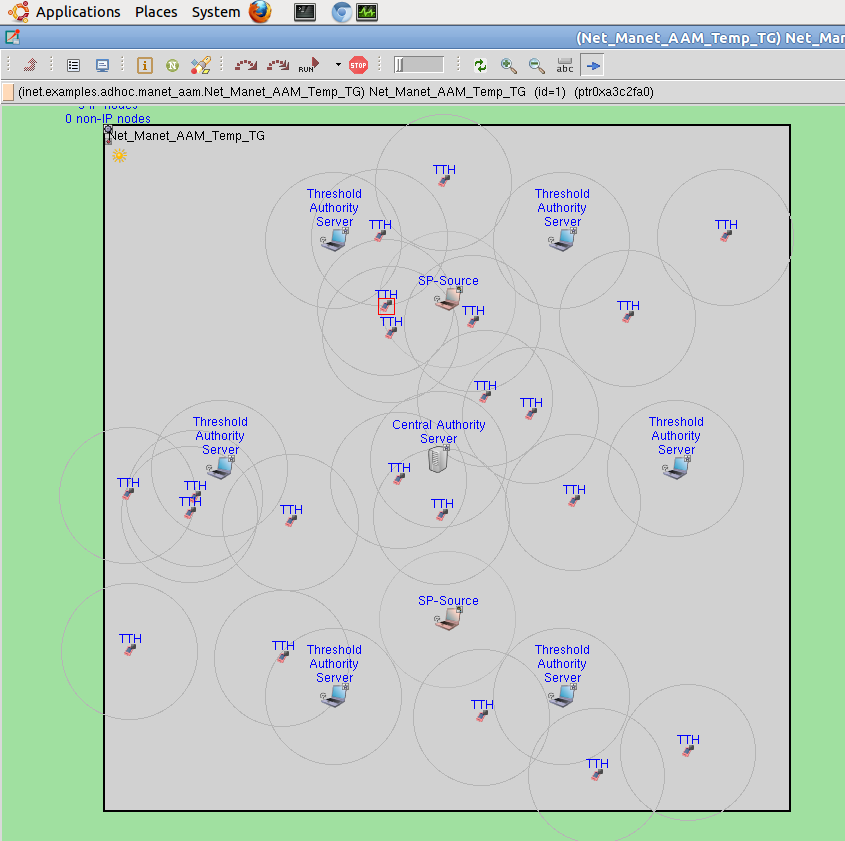 Applications Places System
(Net_Manet_AAM_Temp_TG) Net_Mana
RUN
STOP
abc
(inet.examples.adhoc.manet_aam.Net_Manet_AAM_Temp_TG) Net_Manet_AAM_Temp_TG (id=1) (ptr0xa3c2fa0)
IP nodes
0 non-IP nodes
Net_Manet_AAM_Temp_TG
TTH
Threshold
Authority
Server
TTH
Threshold
Authority
Server
TTH
SP-Source
TTH
TTH
TTH
TTH
TTH
TTH
Threshold
Authority
Server
Central Authority
Server
Threshold
Authority
Server
TTH
TTH
TTH
TTH
TTH
TTH
TTH
SP-Source
TTH
TTH
Threshold
Authority
Server
Threshold
Authority
Server
TTH
TTH
TTH